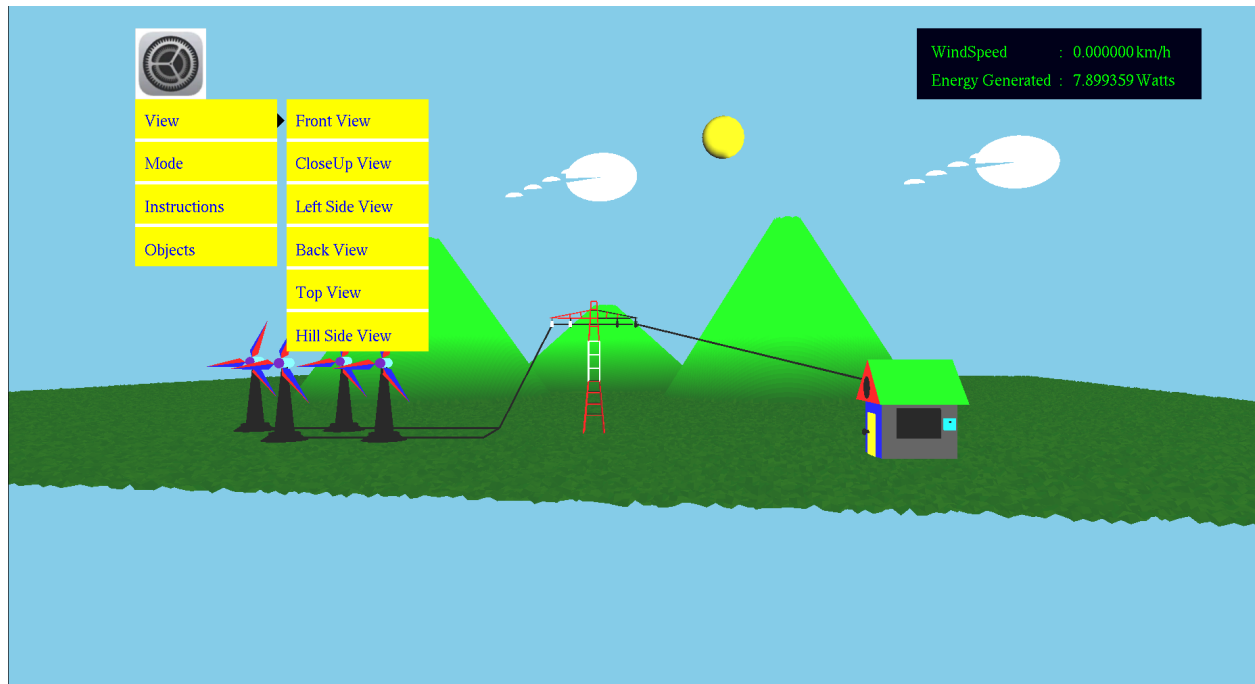 WindSpeed : 0.000000 km/h
Energy Generated : 7.899359 Watts
View
Mode
Instructions
Objects
Front View
CloseUp View
Left Side View
Back View
Top View
Hill Side View